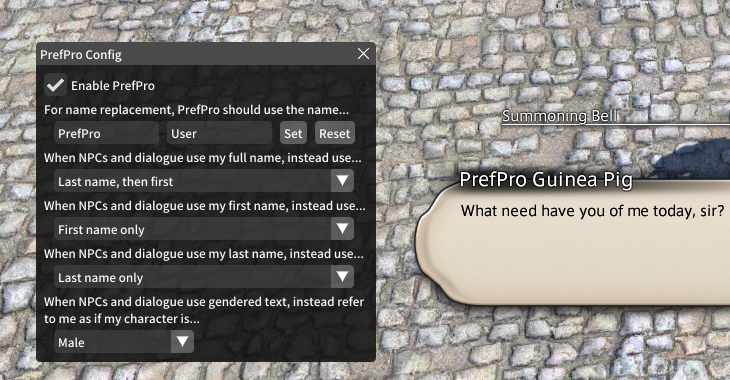 PrefPro Config
Enable PrefPro
For name replacement, PrefPro should use the name...
PrefPro User Set Reset
When NPCs and dialogue use my full name, instead use...
Last name, then first
When NPCs and dialogue use my first name, instead use...
First name only
When NPCs and dialogue use my last name, instead use...
Last name only
When NPCs and dialogue use gendered text, instead refer
to me as if my character is...
Male
Summoning Bell
PrefPro Guinea Pig
What need have you of me today, sir?